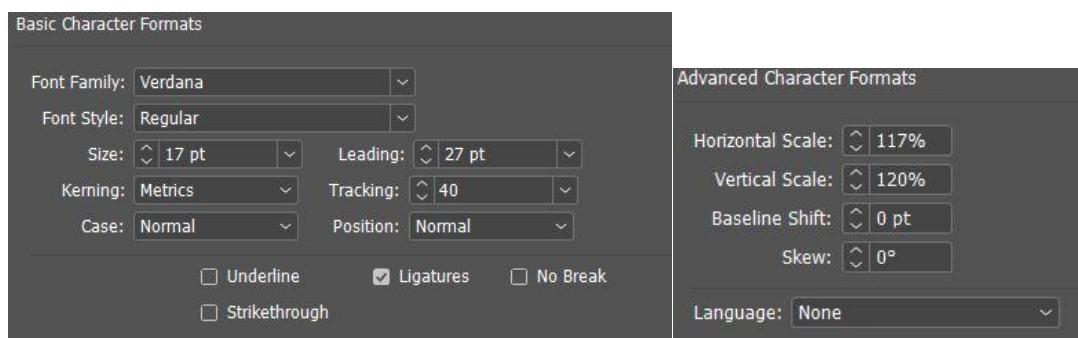 Basic Character Formats
Font Family: Verdana
Font Style: Regular
Size: 17 pt Leading: 27 pt
Kerning: Metrics Tracking: 40
Case: Normal Position: Normal
Underline Ligatures No Break
Strikethrough
Advanced Character Formats
Horizontal Scale: 117%
Vertical Scale: 120%
Baseline Shift: 0 pt
Skew: 0°
Language: None